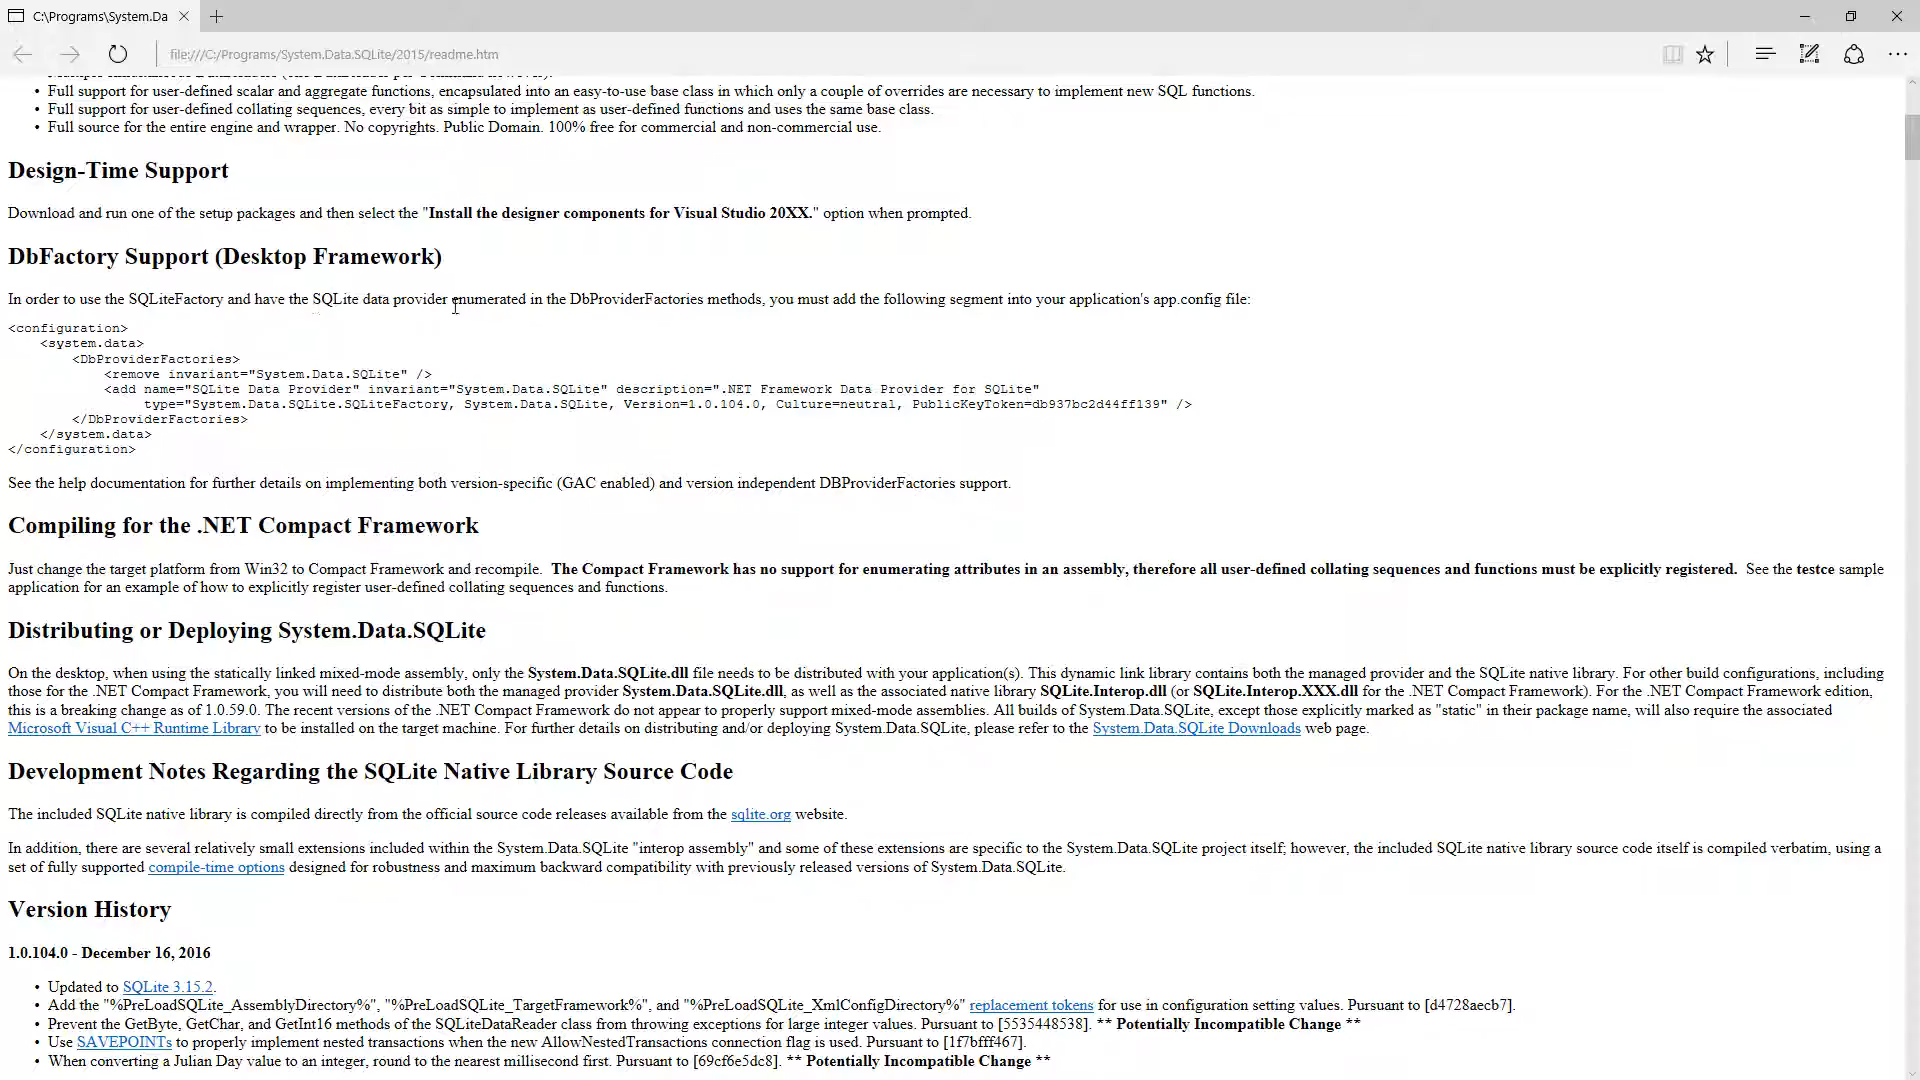 C:\Programs\System.Da
file:///C:/Programs/System.Data.SQLite/2015/readme.htm
• Full support for user-defined scalar and aggregate functions, encapsulated into an easy-to-use base class in which only a couple of overrides are necessary to implement new SQL functions.
• Full support for user-defined collating sequences, every bit as simple to implement as user-defined functions and uses the same base class.
• Full source for the entire engine and wrapper. No copyrights. Public Domain. 100% free for commercial and non-commercial use.
Design-Time Support
Download and run one of the setup packages and then select the "Install the designer components for Visual Studio 20XX." option when prompted.
DbFactory Support (Desktop Framework)
In order to use the SQLiteFactory and have the SQLite data provider enumerated in the DbProviderFactories methods, you must add the following segment into your application's app.config file:
<configuration>
    <system.data>
        <DbProviderFactories>
            <remove invariant="System.Data.SQLite" />
            <add name="SQLite Data Provider" invariant="System.Data.SQLite" description=".NET Framework Data Provider for SQLite"
                 type="System.Data.SQLite.SQLiteFactory, System.Data.SQLite, Version=1.0.104.0, Culture=neutral, PublicKeyToken=db937bc2d44ff139" />
        </DbProviderFactories>
    </system.data>
</configuration>
See the help documentation for further details on implementing both version-specific (GAC enabled) and version independent DBProviderFactories support.
Compiling for the .NET Compact Framework
Just change the target platform from Win32 to Compact Framework and recompile.  The Compact Framework has no support for enumerating attributes in an assembly, therefore all user-defined collating sequences and functions must be explicitly registered.  See the testce sample
application for an example of how to explicitly register user-defined collating sequences and functions.
Distributing or Deploying System.Data.SQLite
On the desktop, when using the statically linked mixed-mode assembly, only the System.Data.SQLite.dll file needs to be distributed with your application(s). This dynamic link library contains both the managed provider and the SQLite native library. For other build configurations, including
those for the .NET Compact Framework, you will need to distribute both the managed provider System.Data.SQLite.dll, as well as the associated native library SQLite.Interop.dll (or SQLite.Interop.XXX.dll for the .NET Compact Framework). For the .NET Compact Framework edition,
this is a breaking change as of 1.0.59.0. The recent versions of the .NET Compact Framework do not appear to properly support mixed-mode assemblies. All builds of System.Data.SQLite, except those explicitly marked as "static" in their package name, will also require the associated
Microsoft Visual C++ Runtime Library to be installed on the target machine. For further details on distributing and/or deploying System.Data.SQLite, please refer to the System.Data.SQLite Downloads web page.
Development Notes Regarding the SQLite Native Library Source Code
The included SQLite native library is compiled directly from the official source code releases available from the sqlite.org website.
In addition, there are several relatively small extensions included within the System.Data.SQLite "interop assembly" and some of these extensions are specific to the System.Data.SQLite project itself; however, the included SQLite native library source code itself is compiled verbatim, using a
set of fully supported compile-time options designed for robustness and maximum backward compatibility with previously released versions of System.Data.SQLite.
Version History
1.0.104.0 - December 16, 2016
• Updated to SQLite 3.15.2.
• Add the "%PreLoadSQLite_AssemblyDirectory%", "%PreLoadSQLite_TargetFramework%", and "%PreLoadSQLite_XmlConfigDirectory%" replacement tokens for use in configuration setting values. Pursuant to [d4728aecb7].
• Prevent the GetByte, GetChar, and GetInt16 methods of the SQLiteDataReader class from throwing exceptions for large integer values. Pursuant to [5535448538]. ** Potentially Incompatible Change **
• Use SAVEPOINTs to properly implement nested transactions when the new AllowNestedTransactions connection flag is used. Pursuant to [1f7bfff467].
• When converting a Julian Day value to an integer, round to the nearest millisecond first. Pursuant to [69cf6e5dc8]. ** Potentially Incompatible Change **